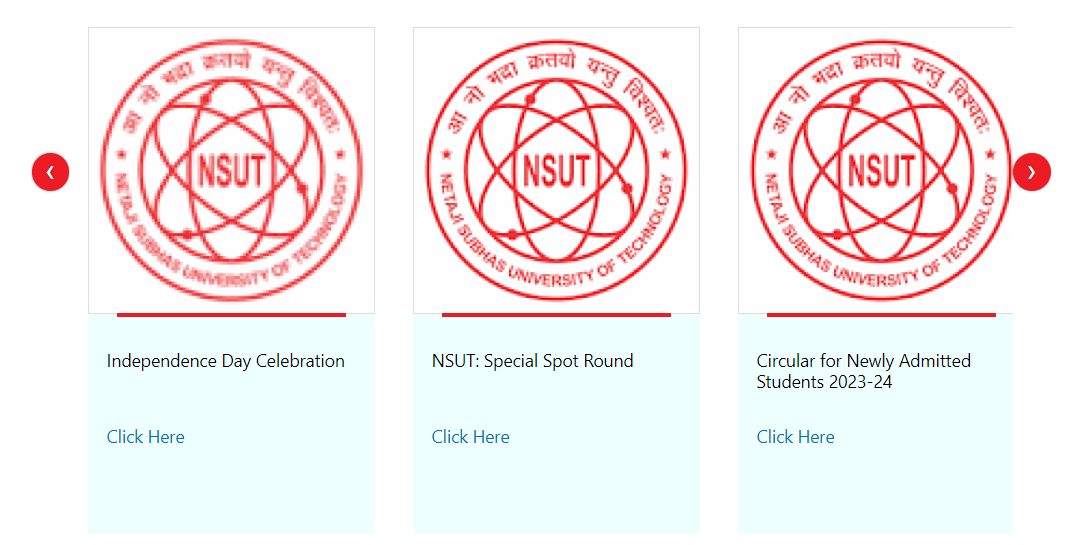 आ नो भद्रा क्रतवो यन्तु विश्वतः
NSUT
NETAJI SUBHAS UNIVERSITY OF TECHNOLOGY
Independence Day Celebration
Click Here
आ नो भद्रा क्रतवो यन्तु विश्वतः
NSUT
NETAJI SUBHAS UNIVERSITY OF TECHNOLOGY
NSUT: Special Spot Round
Click Here
आ नो भद्रा क्रतवो यन्तु विश्वतः
NSUT
NETAJI SUBHAS UNIVERSITY OF TECHNOLOGY
Circular for Newly Admitted
Students 2023-24
Click Here